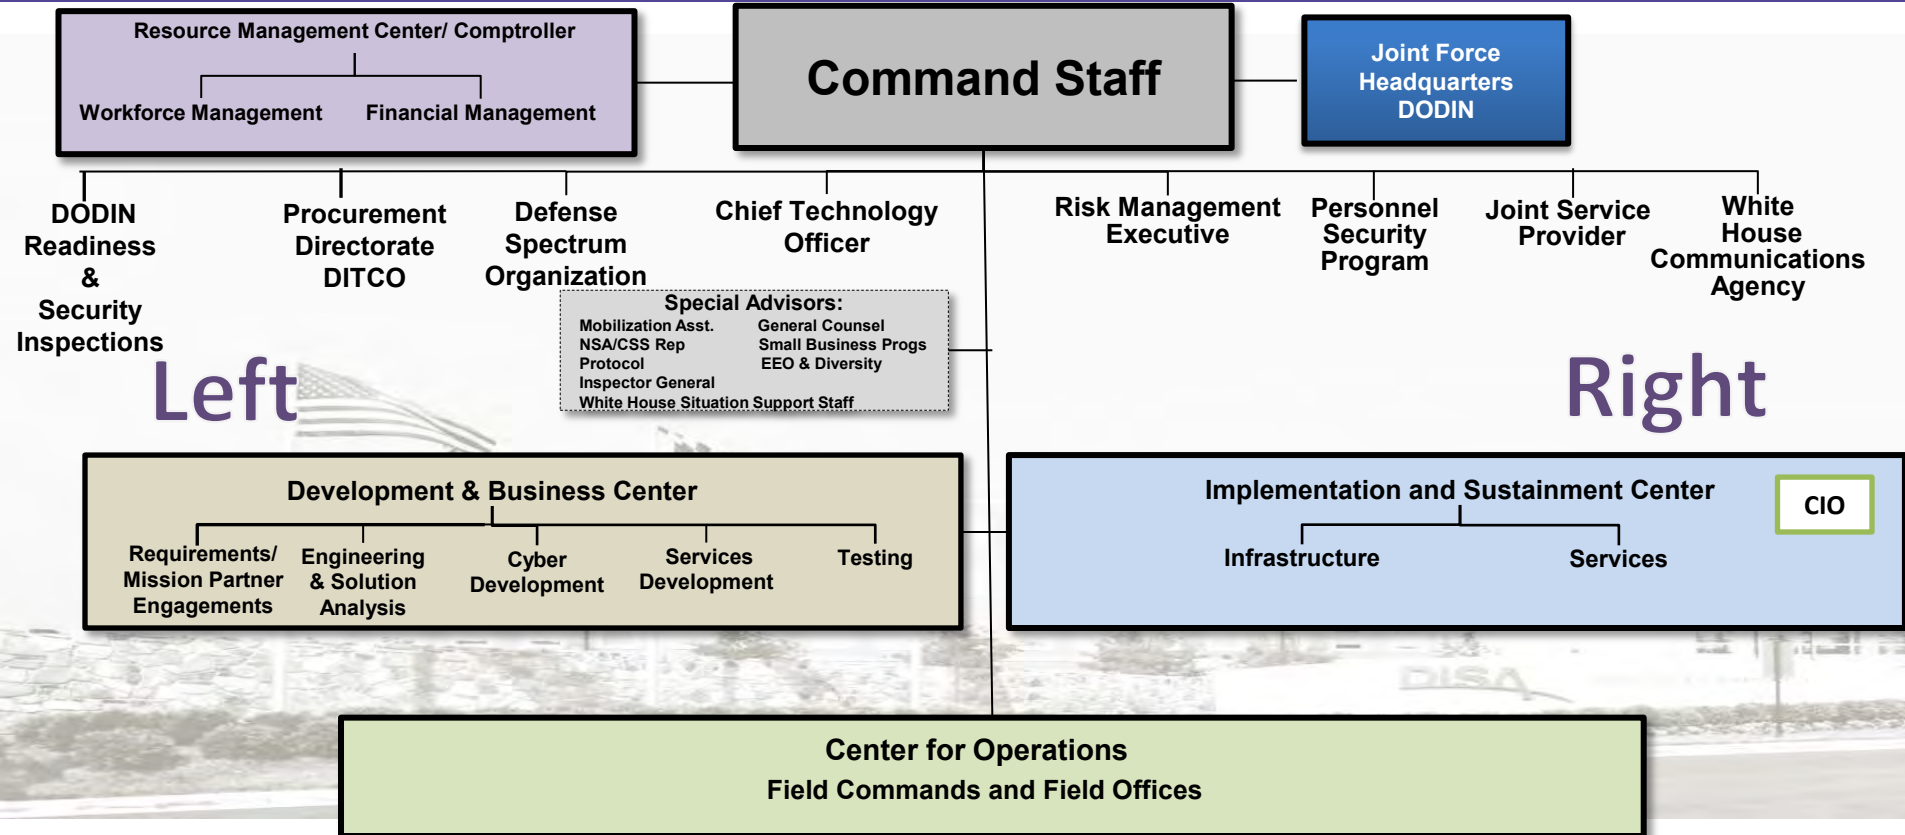 Resource Management Center/ Comptroller
Workforce Management
Financial Management
Command Staff
Joint Force
Headquarters
DODIN
DODIN
Readiness
&
Security
Inspections
Procurement
Directorate
DITCO
Defense
Spectrum
Organization
Chief Technology
Officer
Risk Management
Executive
Personnel
Security
Program
Joint Service
Provider
White
House
Communications
Agency
Special Advisors:
Mobilization Asst. General Counsel
NSA/CSS Rep Small Business Progs
Protocol EEO & Diversity
Inspector General
White House Situation Support Staff
Left
Right
Development & Business Center
Requirements/
Mission Partner
Engagements
Engineering
& Solution
Analysis
Cyber
Development
Services
Development
Testing
Implementation and Sustainment Center
CIO
Infrastructure
Services
DISA
Center for Operations
Field Commands and Field Offices